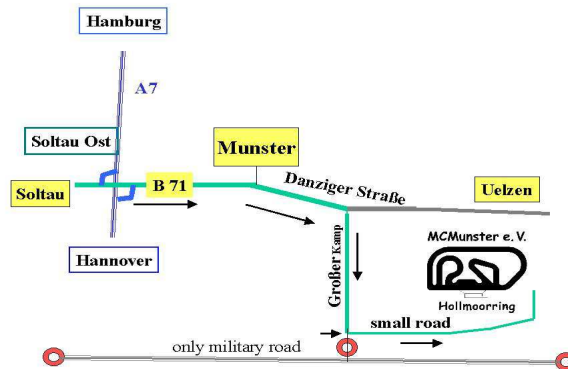 Hamburg
A7
Soltau Ost
Munster
Soltau
B 71
Danziger Straße
Uelzen
Hannover
Großer Kamp
MCMunster e. V.
Hollmoorring
small road
only military road